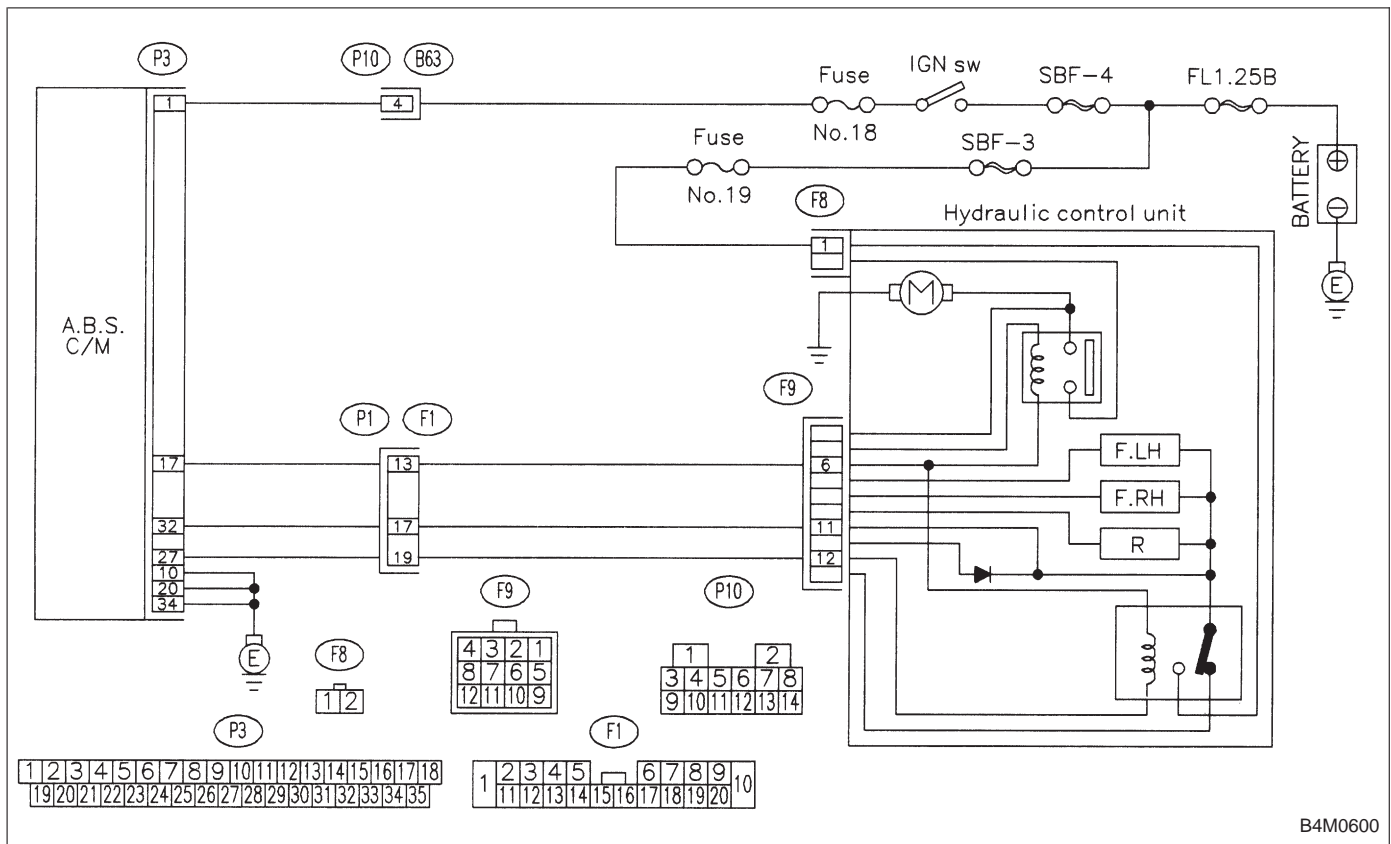 P3
P10 B63
1
4
Fuse
No.18
IGN sw
SBF-4
FL1.25B
Fuse
No.19
SBF-3
BATTERY
E
F8
1
Hydraulic control unit
M
A.B.S.
C/M
F9
P1 F1
17
13
6
F.LH
F.RH
32
17
11
R
27
19
12
10
20
34
E
F8
1 2
F9
4 3 2 1
8 7 6 5
12 11 10 9
P10
1 2
3 4 5 6 7 8
9 10 11 12 13 14
P3
1 2 3 4 5 6 7 8 9 10 11 12 13 14 15 16 17 18
19 20 21 22 23 24 25 26 27 28 29 30 31 32 33 34 35
F1
1 2 3 4 5 6 7 8 9 10
11 12 13 14 15 16 17 18 19 20
B4M0600